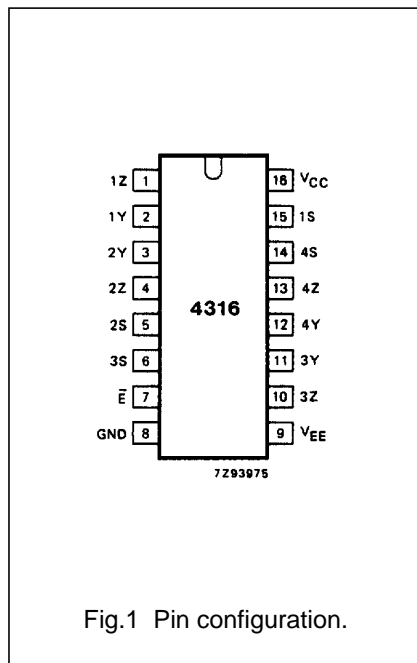 1Z 1 16 VCC
1Y 2 15 1S
2Y 3 14 4S
2Z 4 13 4Z
4316
2S 5 12 4Y
3S 6 11 3Y
E̅ 7 10 3Z
GND 8 9 VEE
7Z93975
Fig.1 Pin configuration.